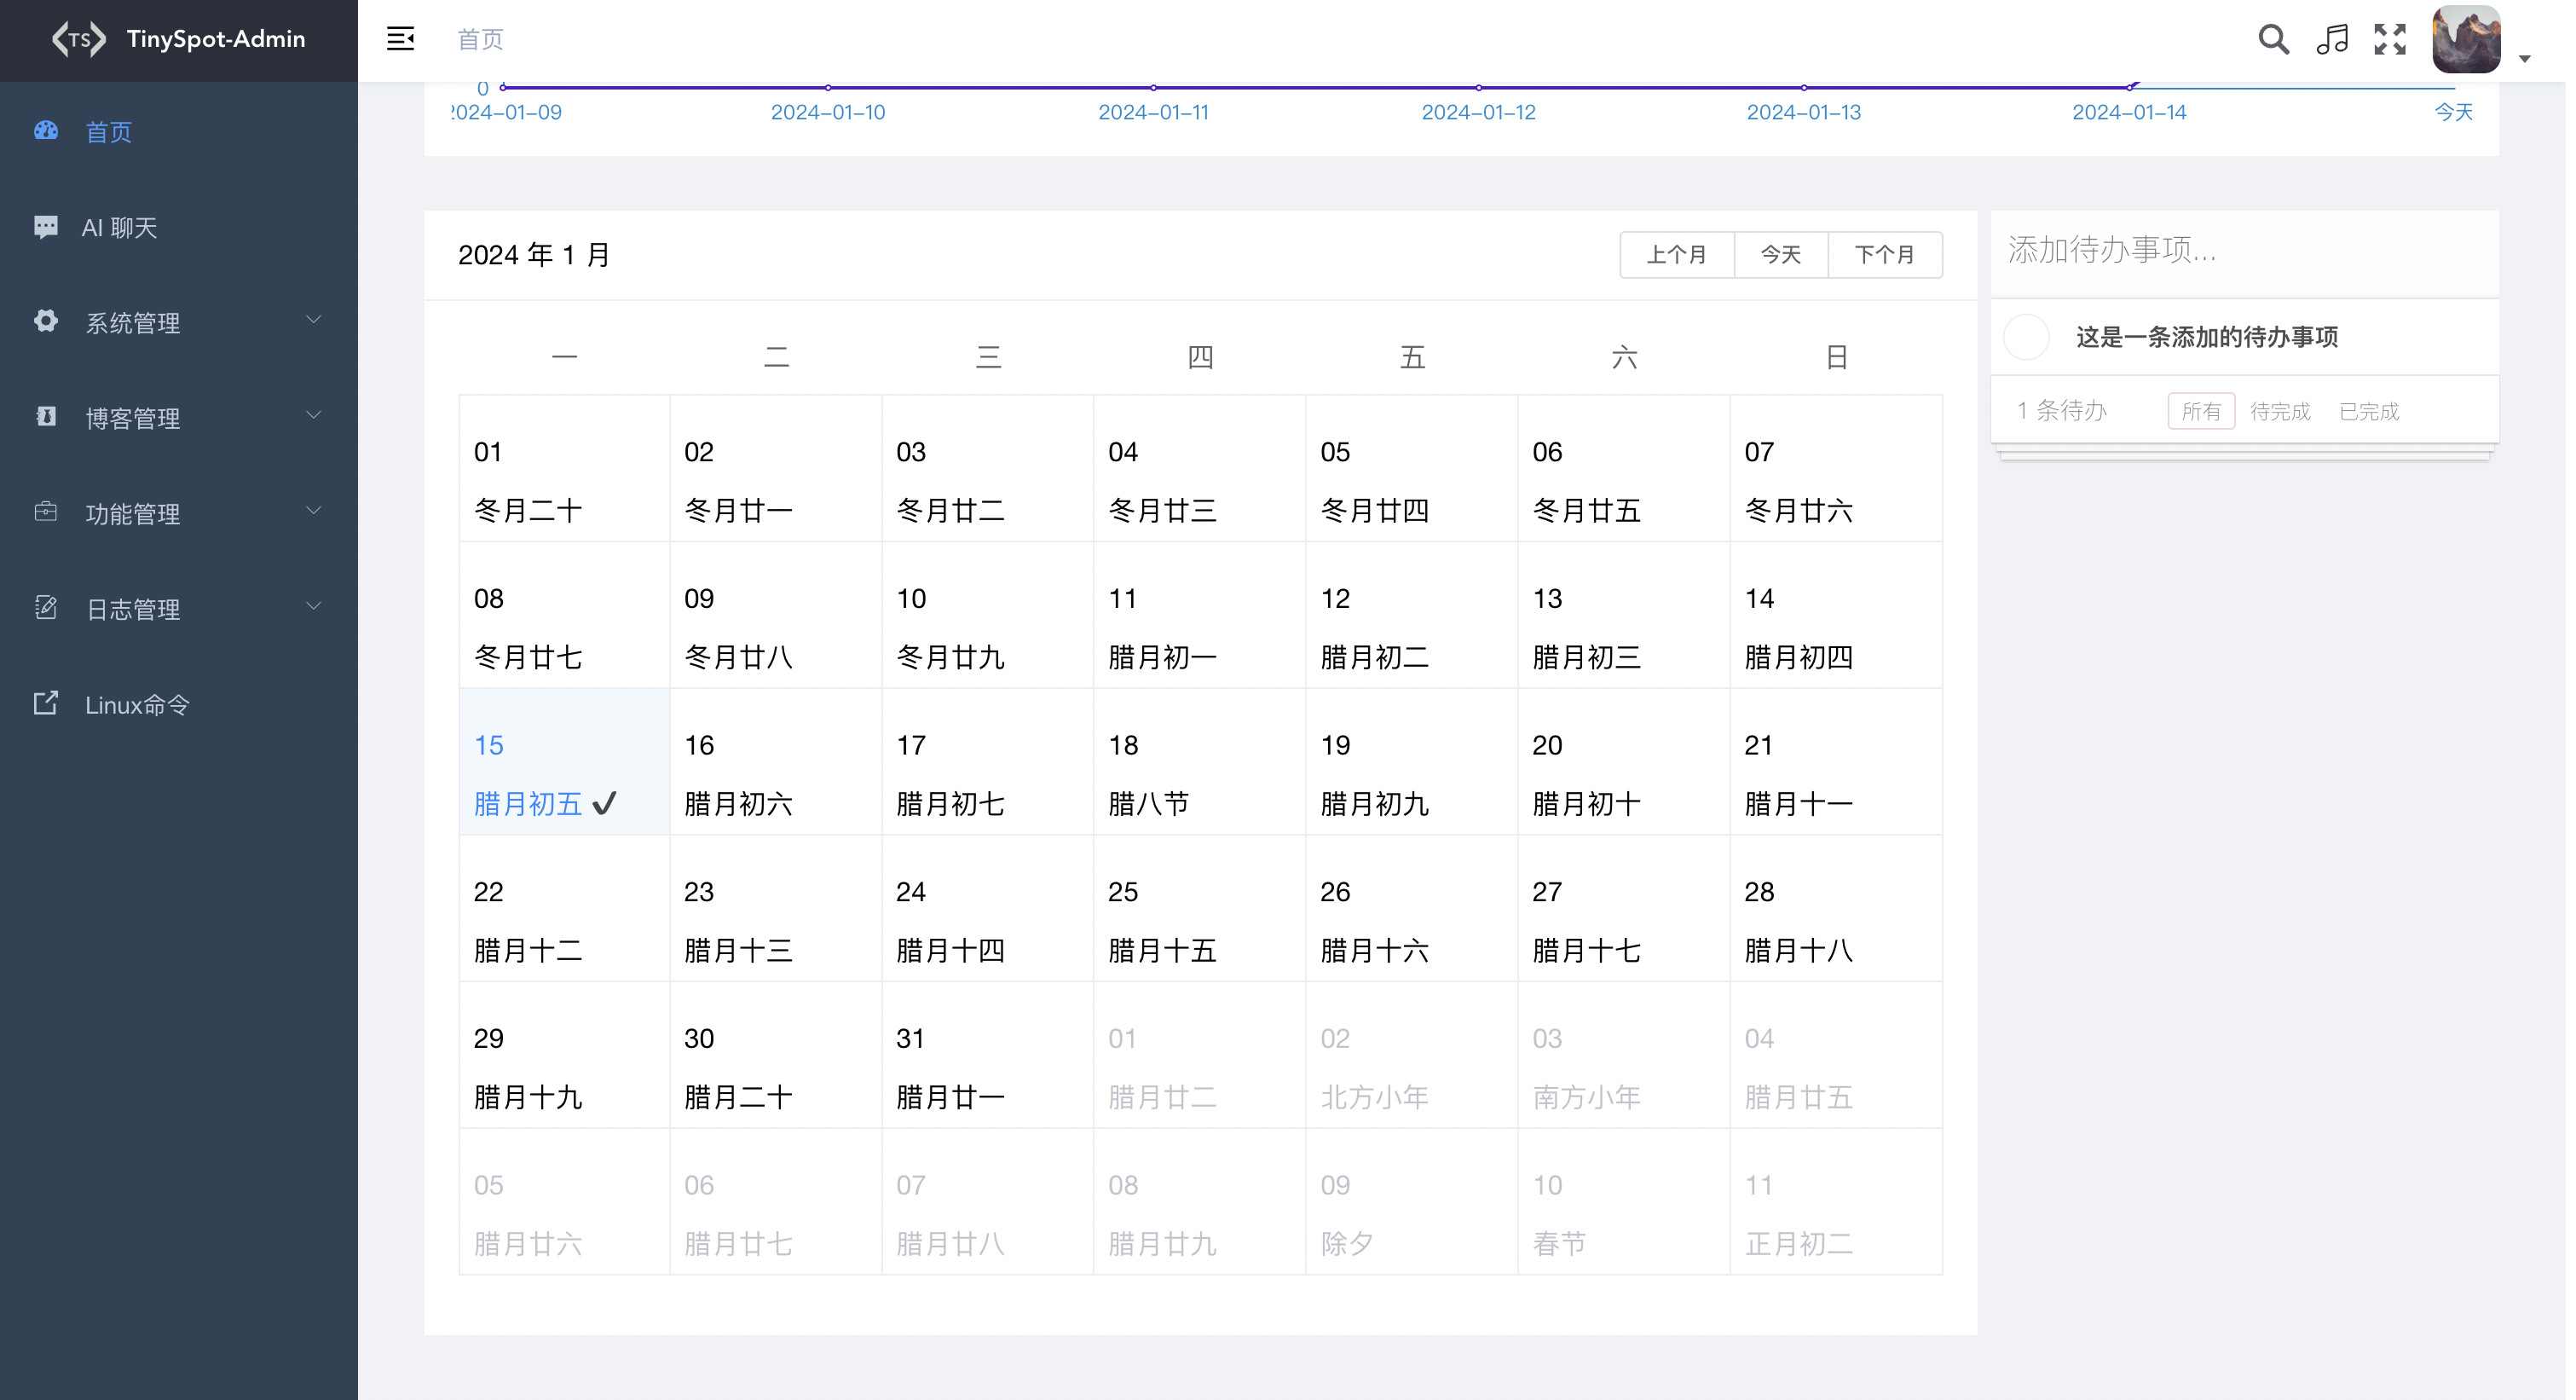 TS TinySpot-Admin
首页
AI 聊天
系统管理
博客管理
功能管理
日志管理
Linux命令
首页
0
2024-01-09 2024-01-10 2024-01-11 2024-01-12 2024-01-13 2024-01-14 今天
2024 年 1 月 上个月 今天 下个月
一 二 三 四 五 六 日
01 02 03 04 05 06 07
冬月二十 冬月廿一 冬月廿二 冬月廿三 冬月廿四 冬月廿五 冬月廿六
08 09 10 11 12 13 14
冬月廿七 冬月廿八 冬月廿九 腊月初一 腊月初二 腊月初三 腊月初四
15 16 17 18 19 20 21
腊月初五 ✔ 腊月初六 腊月初七 腊八节 腊月初九 腊月初十 腊月十一
22 23 24 25 26 27 28
腊月十二 腊月十三 腊月十四 腊月十五 腊月十六 腊月十七 腊月十八
29 30 31 01 02 03 04
腊月十九 腊月二十 腊月廿一 腊月廿二 北方小年 南方小年 腊月廿五
05 06 07 08 09 10 11
腊月廿六 腊月廿七 腊月廿八 腊月廿九 除夕 春节 正月初二
添加待办事项...
这是一条添加的待办事项
1 条待办 所有 待完成 已完成